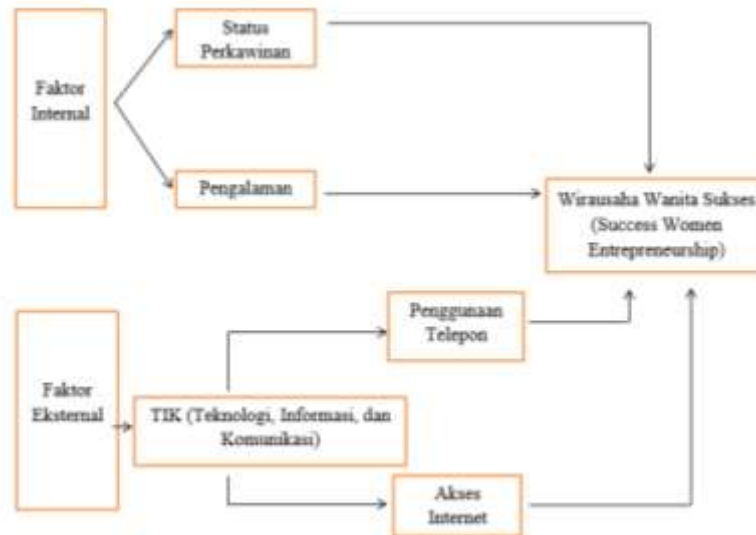 Status
Perkawinan
Faktor
Internal
Pengalaman
Wirausaha Wanita Sukses
(Success Women
Entrepreneurship)
Penggunaan
Telepon
Faktor
Eksternal
TIK (Teknologi, Informasi, dan
Komunikasi)
Akses
Internet